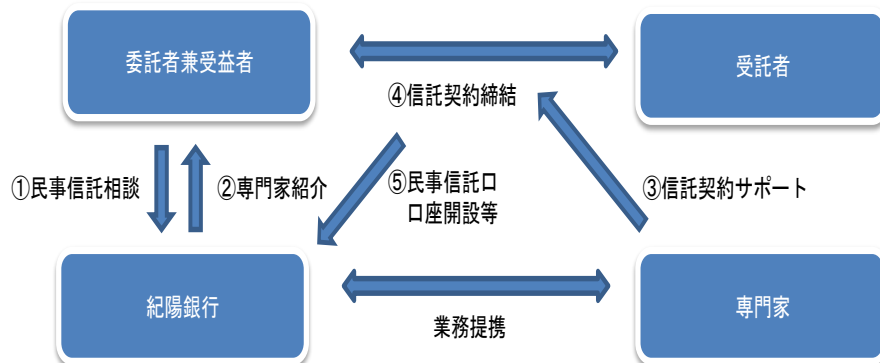 委託者兼受益者
受託者
④信託契約締結
①民事信託相談
②専門家紹介
⑤民事信託口
口座開設等
③信託契約サポート
紀陽銀行
専門家
業務提携